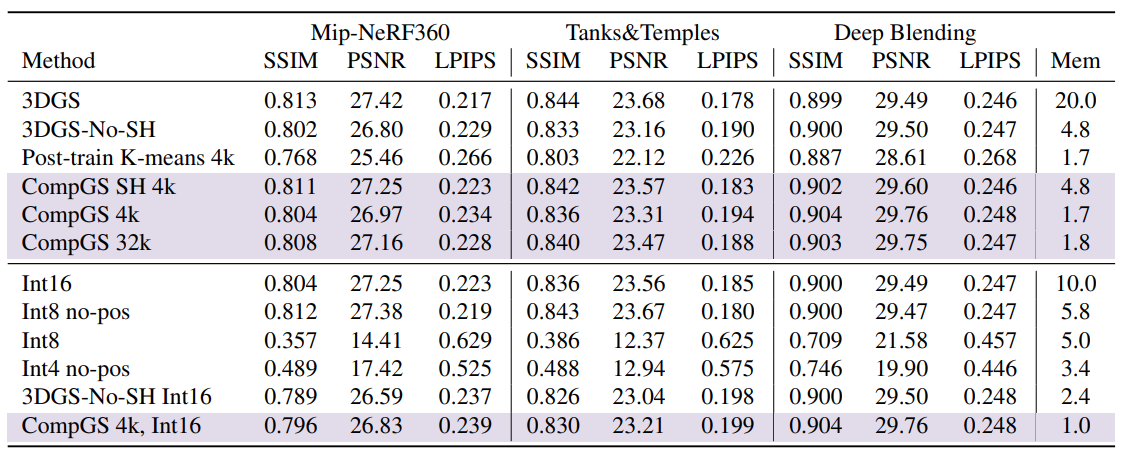 Mip-NeRF360 Tanks&Temples Deep Blending
Method SSIM PSNR LPIPS SSIM PSNR LPIPS SSIM PSNR LPIPS Mem
3DGS 0.813 27.42 0.217 0.844 23.68 0.178 0.899 29.49 0.246 20.0
3DGS-No-SH 0.802 26.80 0.229 0.833 23.16 0.190 0.900 29.50 0.247 4.8
Post-train K-means 4k 0.768 25.46 0.266 0.803 22.12 0.226 0.887 28.61 0.268 1.7
CompGS SH 4k 0.811 27.25 0.223 0.842 23.57 0.183 0.902 29.60 0.246 4.8
CompGS 4k 0.804 26.97 0.234 0.836 23.31 0.194 0.904 29.76 0.248 1.7
CompGS 32k 0.808 27.16 0.228 0.840 23.47 0.188 0.903 29.75 0.247 1.8
Int16 0.804 27.25 0.223 0.836 23.56 0.185 0.900 29.49 0.247 10.0
Int8 no-pos 0.812 27.38 0.219 0.843 23.67 0.180 0.900 29.47 0.247 5.8
Int8 0.357 14.41 0.629 0.386 12.37 0.625 0.709 21.58 0.457 5.0
Int4 no-pos 0.489 17.42 0.525 0.488 12.94 0.575 0.746 19.90 0.446 3.4
3DGS-No-SH Int16 0.789 26.59 0.237 0.826 23.04 0.198 0.900 29.50 0.247 2.4
CompGS 4k, Int16 0.796 26.83 0.239 0.830 23.21 0.199 0.904 29.76 0.248 1.0